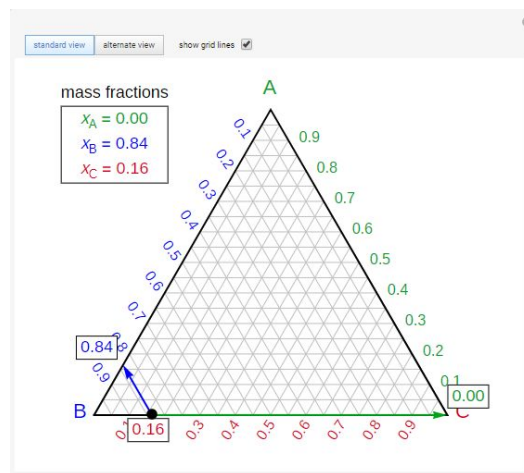 standard view alternate view show grid lines
mass fractions
xA = 0.00
xB = 0.84
xC = 0.16
A
0.1 0.9
0.2 0.8
0.3 0.7
0.4 0.6
0.5 0.5
0.6 0.4
0.7 0.3
0.84 0.2
0.9 0.1
0.00
B C
0.16 0.3 0.4 0.5 0.6 0.7 0.8 0.9